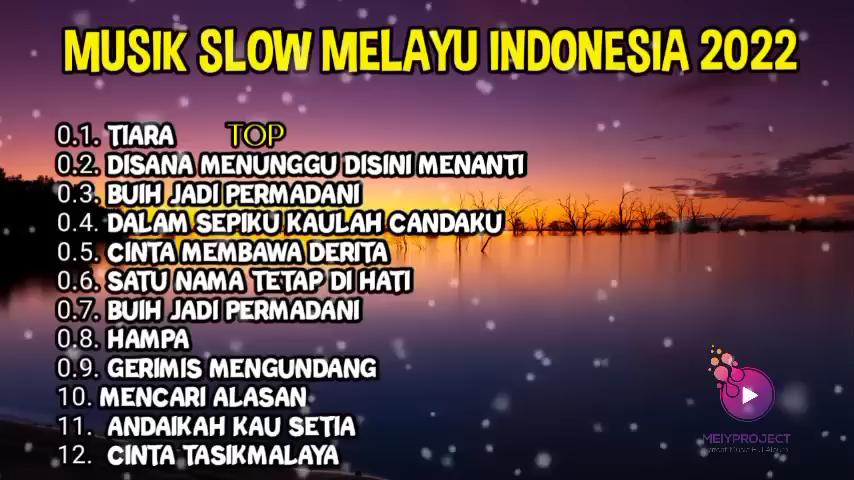 MUSIK SLOW MELAYU INDONESIA 2022
0.1. TIARA TOP
0.2. DISANA MENUNGGU DISINI MENANTI
0.3. BUIH JADI PERMADANI
0.4. DALAM SEPIKU KAULAH CANDAKU
0.5. CINTA MEMBAWA DERITA
0.6. SATU NAMA TETAP DI HATI
0.7. BUIH JADI PERMADANI
0.8. HAMPA
0.9. GERIMIS MENGUNDANG
10. MENCARI ALASAN
11. ANDAIKAH KAU SETIA
12. CINTA TASIKMALAYA
MEIYPROJECT